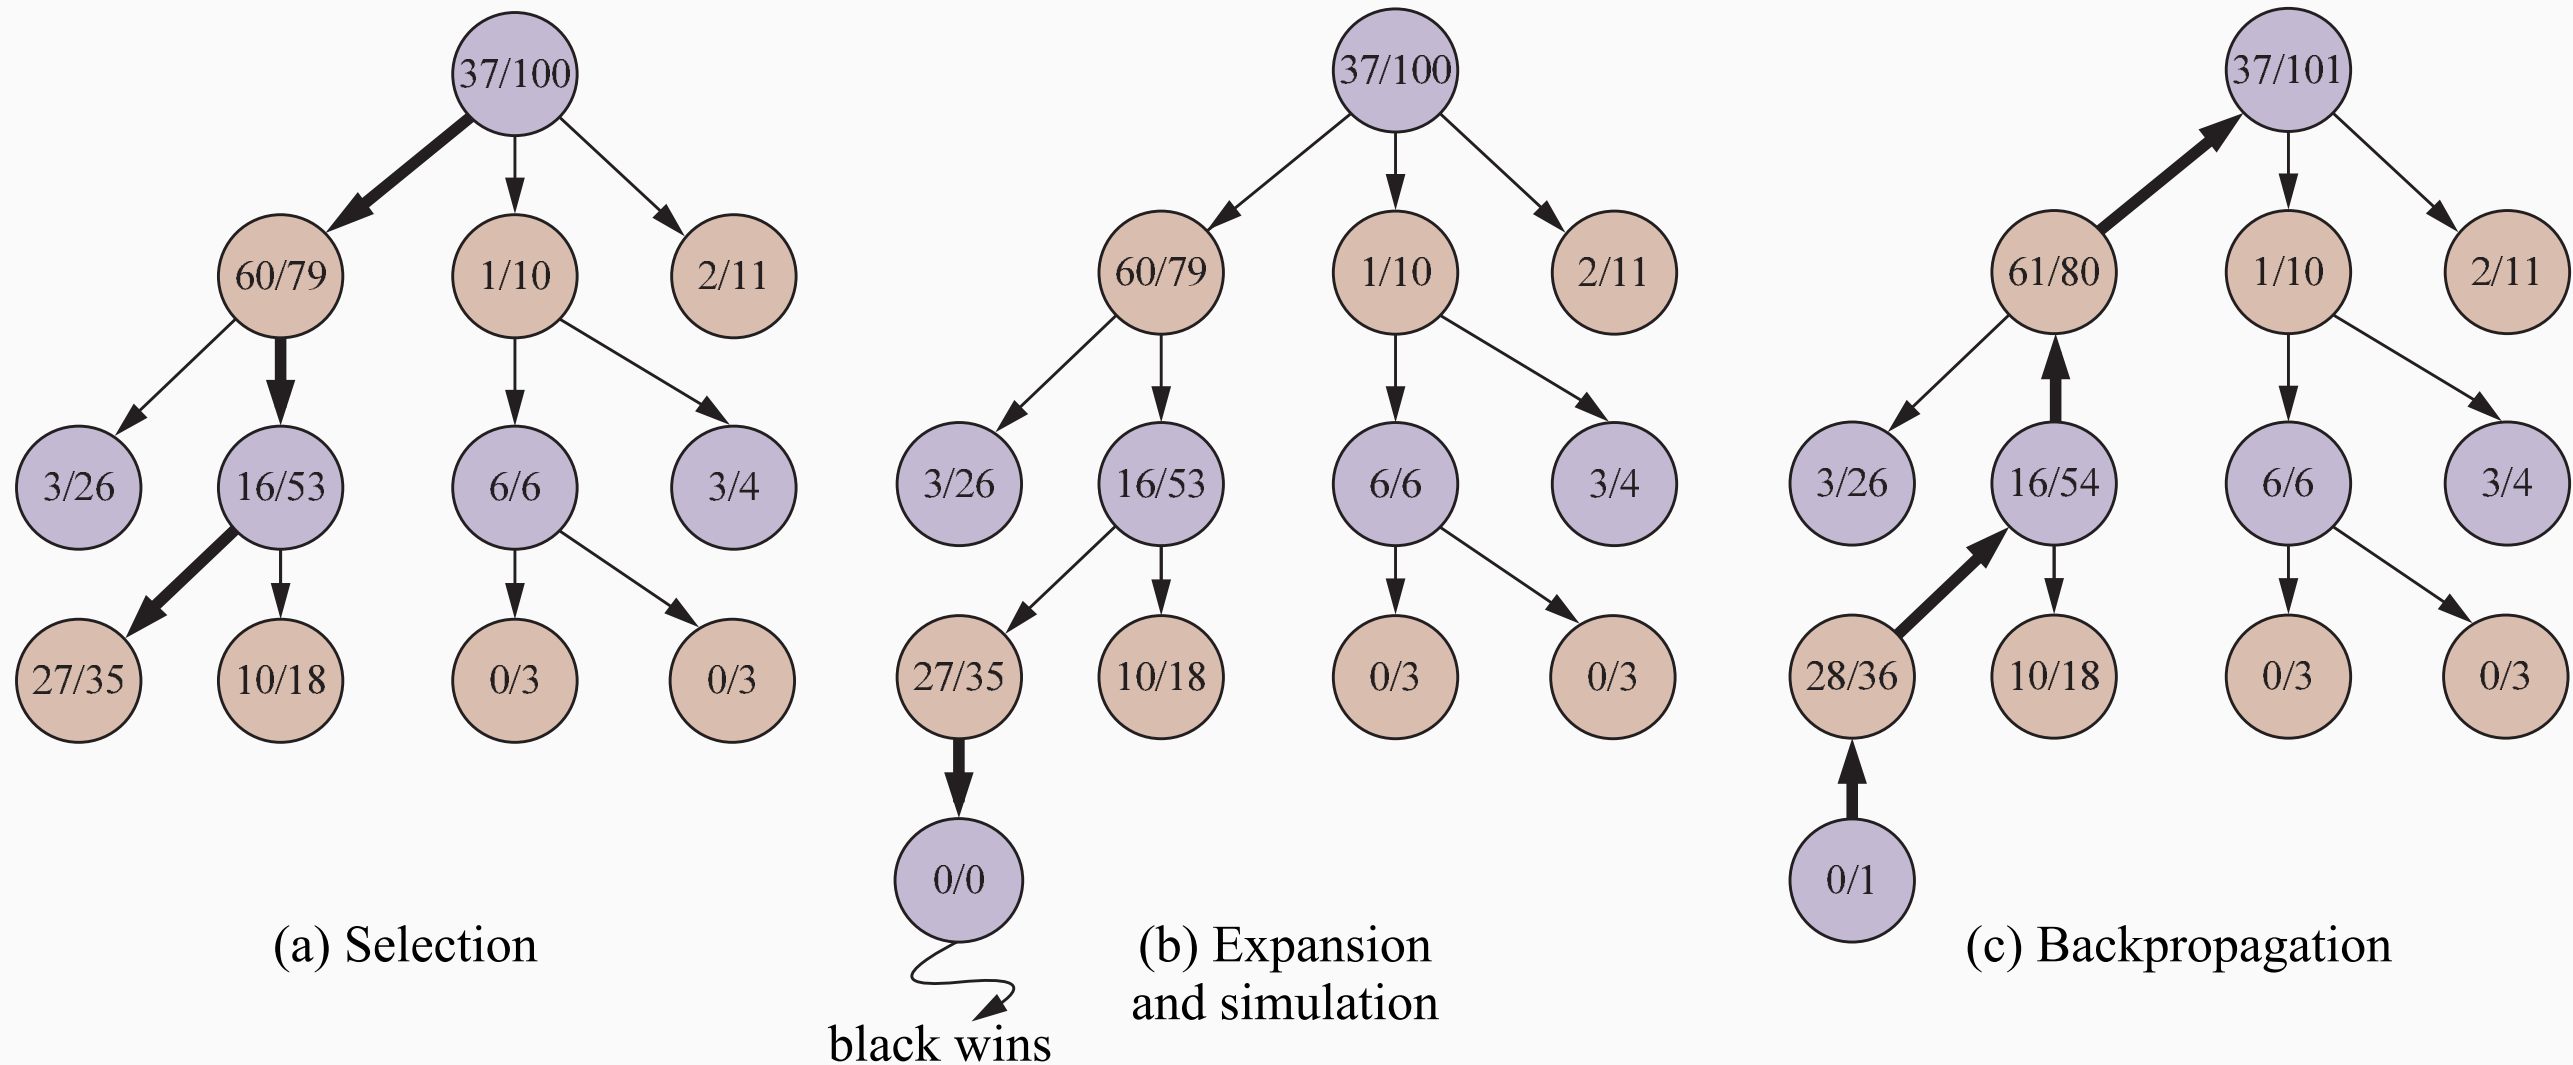 37/100
60/79 1/10 2/11
3/26 16/53 6/6 3/4
27/35 10/18 0/3 0/3
(a) Selection
37/100
60/79 1/10 2/11
3/26 16/53 6/6 3/4
27/35 10/18 0/3 0/3
0/0
black wins
(b) Expansion
and simulation
37/101
61/80 1/10 2/11
3/26 16/54 6/6 3/4
28/36 10/18 0/3 0/3
0/1
(c) Backpropagation